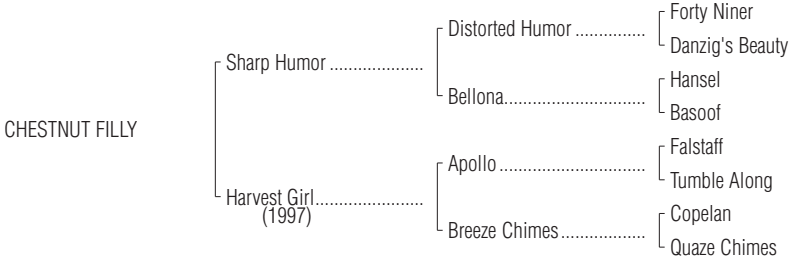 Forty Niner
Distorted Humor ...............
Danzig's Beauty
Sharp Humor .....................
Hansel
Bellona..............................
Basoof
CHESTNUT FILLY
Falstaff
Apollo ...............................
Tumble Along
Harvest Girl........................
(1997)
Copelan
Breeze Chimes..................
Quaze Chimes